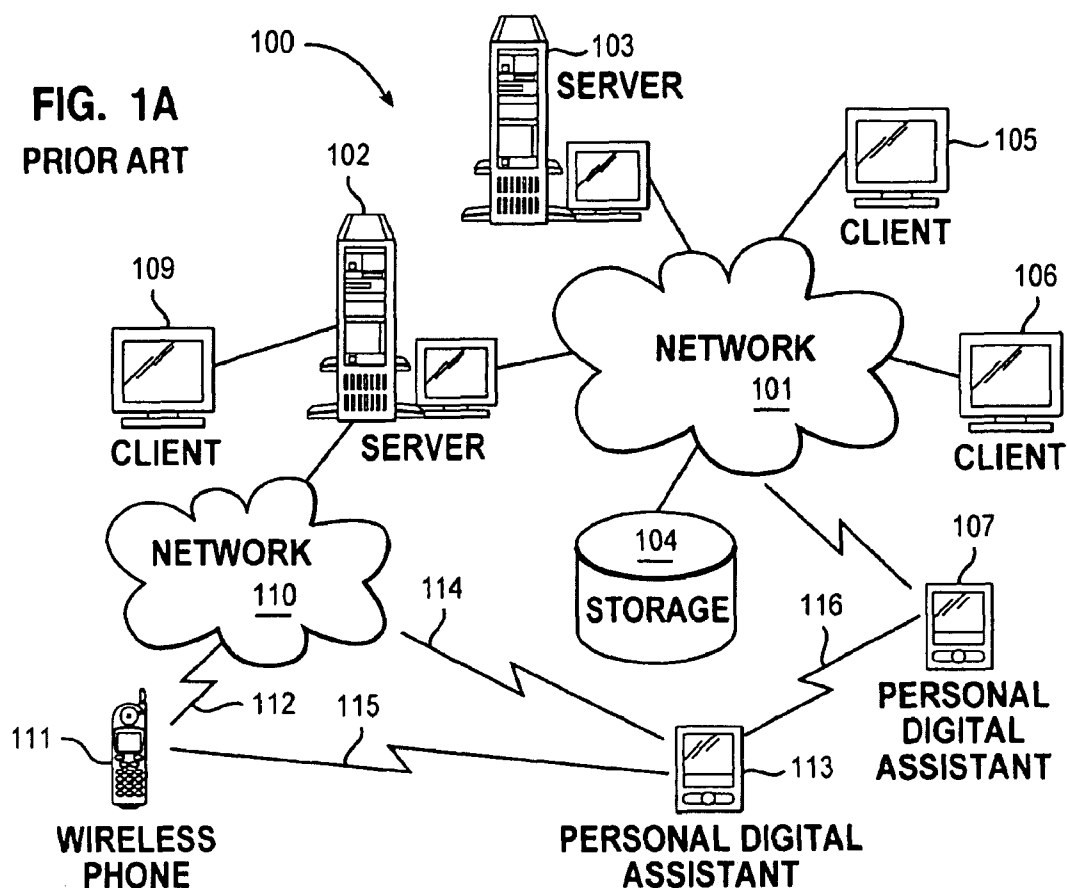 FIG. 1A
PRIOR ART
100
103
SERVER
102
105
CLIENT
109
106
NETWORK
101
CLIENT
SERVER
CLIENT
104
STORAGE
107
NETWORK
110
114
116
PERSONAL
DIGITAL
ASSISTANT
112
115
111
113
WIRELESS
PHONE
PERSONAL DIGITAL
ASSISTANT